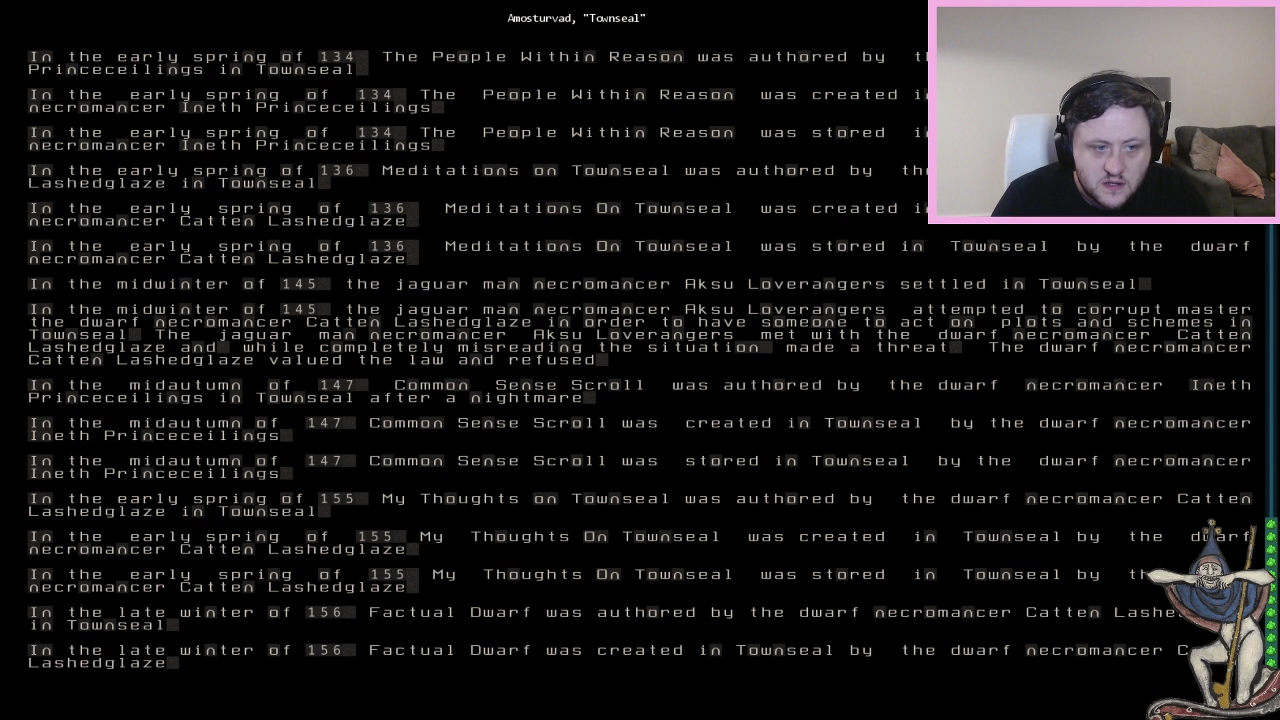 Amosturvad, "Townseal"
In the early spring of 134 The People Within Reason was authored by
Princeceilings in Townseal
In the early spring of 134 The People Within Reason was created
necromancer Ineth Princeceilings
In the early spring of 134 The People Within Reason was stored
necromancer Ineth Princeceilings
In the early spring of 136 Meditations on Townseal was authored by
Lashedglaze in Townseal
In the early spring of 136 Meditations On Townseal was created
necromancer Catten Lashedglaze
In the early spring of 136 Meditations On Townseal was stored in Townseal by the dwarf
necromancer Catten Lashedglaze
In the midwinter of 145 the jaguar man necromancer Aksu Loverangers settled in Townseal
In the midwinter of 145 the jaguar man necromancer Aksu Loverangers attempted to corrupt master
the dwarf necromancer Catten Lashedglaze in order to have someone to act on plots and schemes in
Townseal The jaguar man necromancer Aksu Loverangers met with the dwarf necromancer Catten
Lashedglaze and while completely misreading the situation made a threat The dwarf necromancer
Catten Lashedglaze valued the law and refused
In the midautumn of 147 Common Sense Scroll was authored by the dwarf necromancer Ineth
Princeceilings in Townseal after a nightmare
In the midautumn of 147 Common Sense Scroll was created in Townseal by the dwarf necromancer
Ineth Princeceilings
In the midautumn of 147 Common Sense Scroll was stored in Townseal by the dwarf necromancer
Ineth Princeceilings
In the early spring of 155 My Thoughts on Townseal was authored by the dwarf necromancer Catten
Lashedglaze in Townseal
In the early spring of 155 My Thoughts On Townseal was created in Townseal by the dwarf
necromancer Catten Lashedglaze
In the early spring of 155 My Thoughts On Townseal was stored in Townseal by
necromancer Catten Lashedglaze
In the late winter of 156 Factual Dwarf was authored by the dwarf necromancer Catten
in Townseal
In the late winter of 156 Factual Dwarf was created in Townseal by the dwarf necromancer
Lashedglaze